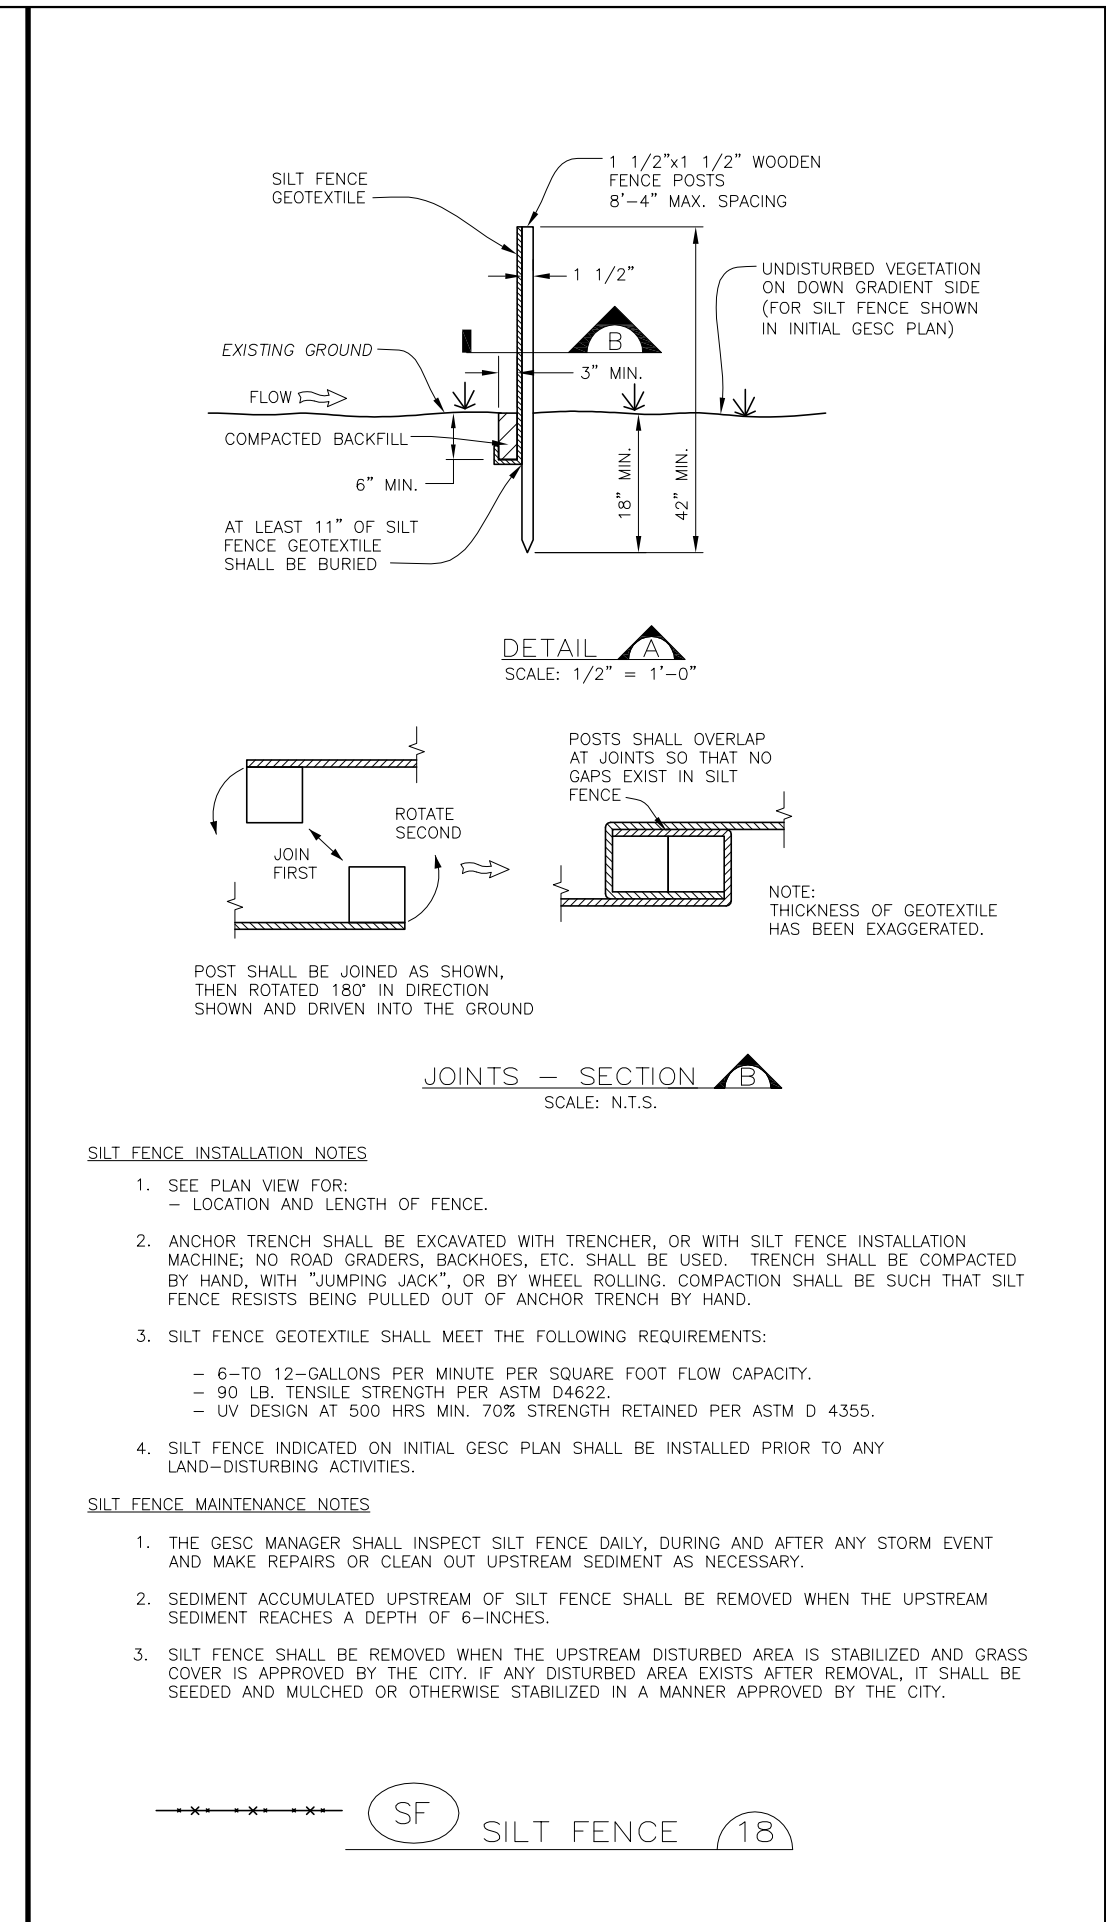 1 1/2"x1 1/2" WOODEN
FENCE POSTS
8'-4" MAX. SPACING
SILT FENCE
GEOTEXTILE
1 1/2"
UNDISTURBED VEGETATION
ON DOWN GRADIENT SIDE
(FOR SILT FENCE SHOWN
IN INITIAL GESC PLAN)
B
EXISTING GROUND
3" MIN.
FLOW
COMPACTED BACKFILL
6" MIN.
18" MIN.
42" MIN.
AT LEAST 11" OF SILT
FENCE GEOTEXTILE
SHALL BE BURIED
DETAIL A
SCALE: 1/2" = 1'-0"
POSTS SHALL OVERLAP
AT JOINTS SO THAT NO
GAPS EXIST IN SILT
FENCE
ROTATE
SECOND
JOIN
FIRST
NOTE:
THICKNESS OF GEOTEXTILE
HAS BEEN EXAGGERATED.
POST SHALL BE JOINED AS SHOWN,
THEN ROTATED 180° IN DIRECTION
SHOWN AND DRIVEN INTO THE GROUND
JOINTS - SECTION B
SCALE: N.T.S.
SILT FENCE INSTALLATION NOTES
1. SEE PLAN VIEW FOR:
- LOCATION AND LENGTH OF FENCE.
2. ANCHOR TRENCH SHALL BE EXCAVATED WITH TRENCHER, OR WITH SILT FENCE INSTALLATION
MACHINE; NO ROAD GRADERS, BACKHOES, ETC. SHALL BE USED. TRENCH SHALL BE COMPACTED
BY HAND, WITH "JUMPING JACK", OR BY WHEEL ROLLING. COMPACTION SHALL BE SUCH THAT SILT
FENCE RESISTS BEING PULLED OUT OF ANCHOR TRENCH BY HAND.
3. SILT FENCE GEOTEXTILE SHALL MEET THE FOLLOWING REQUIREMENTS:
- 6-TO 12-GALLONS PER MINUTE PER SQUARE FOOT FLOW CAPACITY.
- 90 LB. TENSILE STRENGTH PER ASTM D4622.
- UV DESIGN AT 500 HRS MIN. 70% STRENGTH RETAINED PER ASTM D 4355.
4. SILT FENCE INDICATED ON INITIAL GESC PLAN SHALL BE INSTALLED PRIOR TO ANY
LAND-DISTURBING ACTIVITIES.
SILT FENCE MAINTENANCE NOTES
1. THE GESC MANAGER SHALL INSPECT SILT FENCE DAILY, DURING AND AFTER ANY STORM EVENT
AND MAKE REPAIRS OR CLEAN OUT UPSTREAM SEDIMENT AS NECESSARY.
2. SEDIMENT ACCUMULATED UPSTREAM OF SILT FENCE SHALL BE REMOVED WHEN THE UPSTREAM
SEDIMENT REACHES A DEPTH OF 6-INCHES.
3. SILT FENCE SHALL BE REMOVED WHEN THE UPSTREAM DISTURBED AREA IS STABILIZED AND GRASS
COVER IS APPROVED BY THE CITY. IF ANY DISTURBED AREA EXISTS AFTER REMOVAL, IT SHALL BE
SEEDED AND MULCHED OR OTHERWISE STABILIZED IN A MANNER APPROVED BY THE CITY.
SF SILT FENCE 18